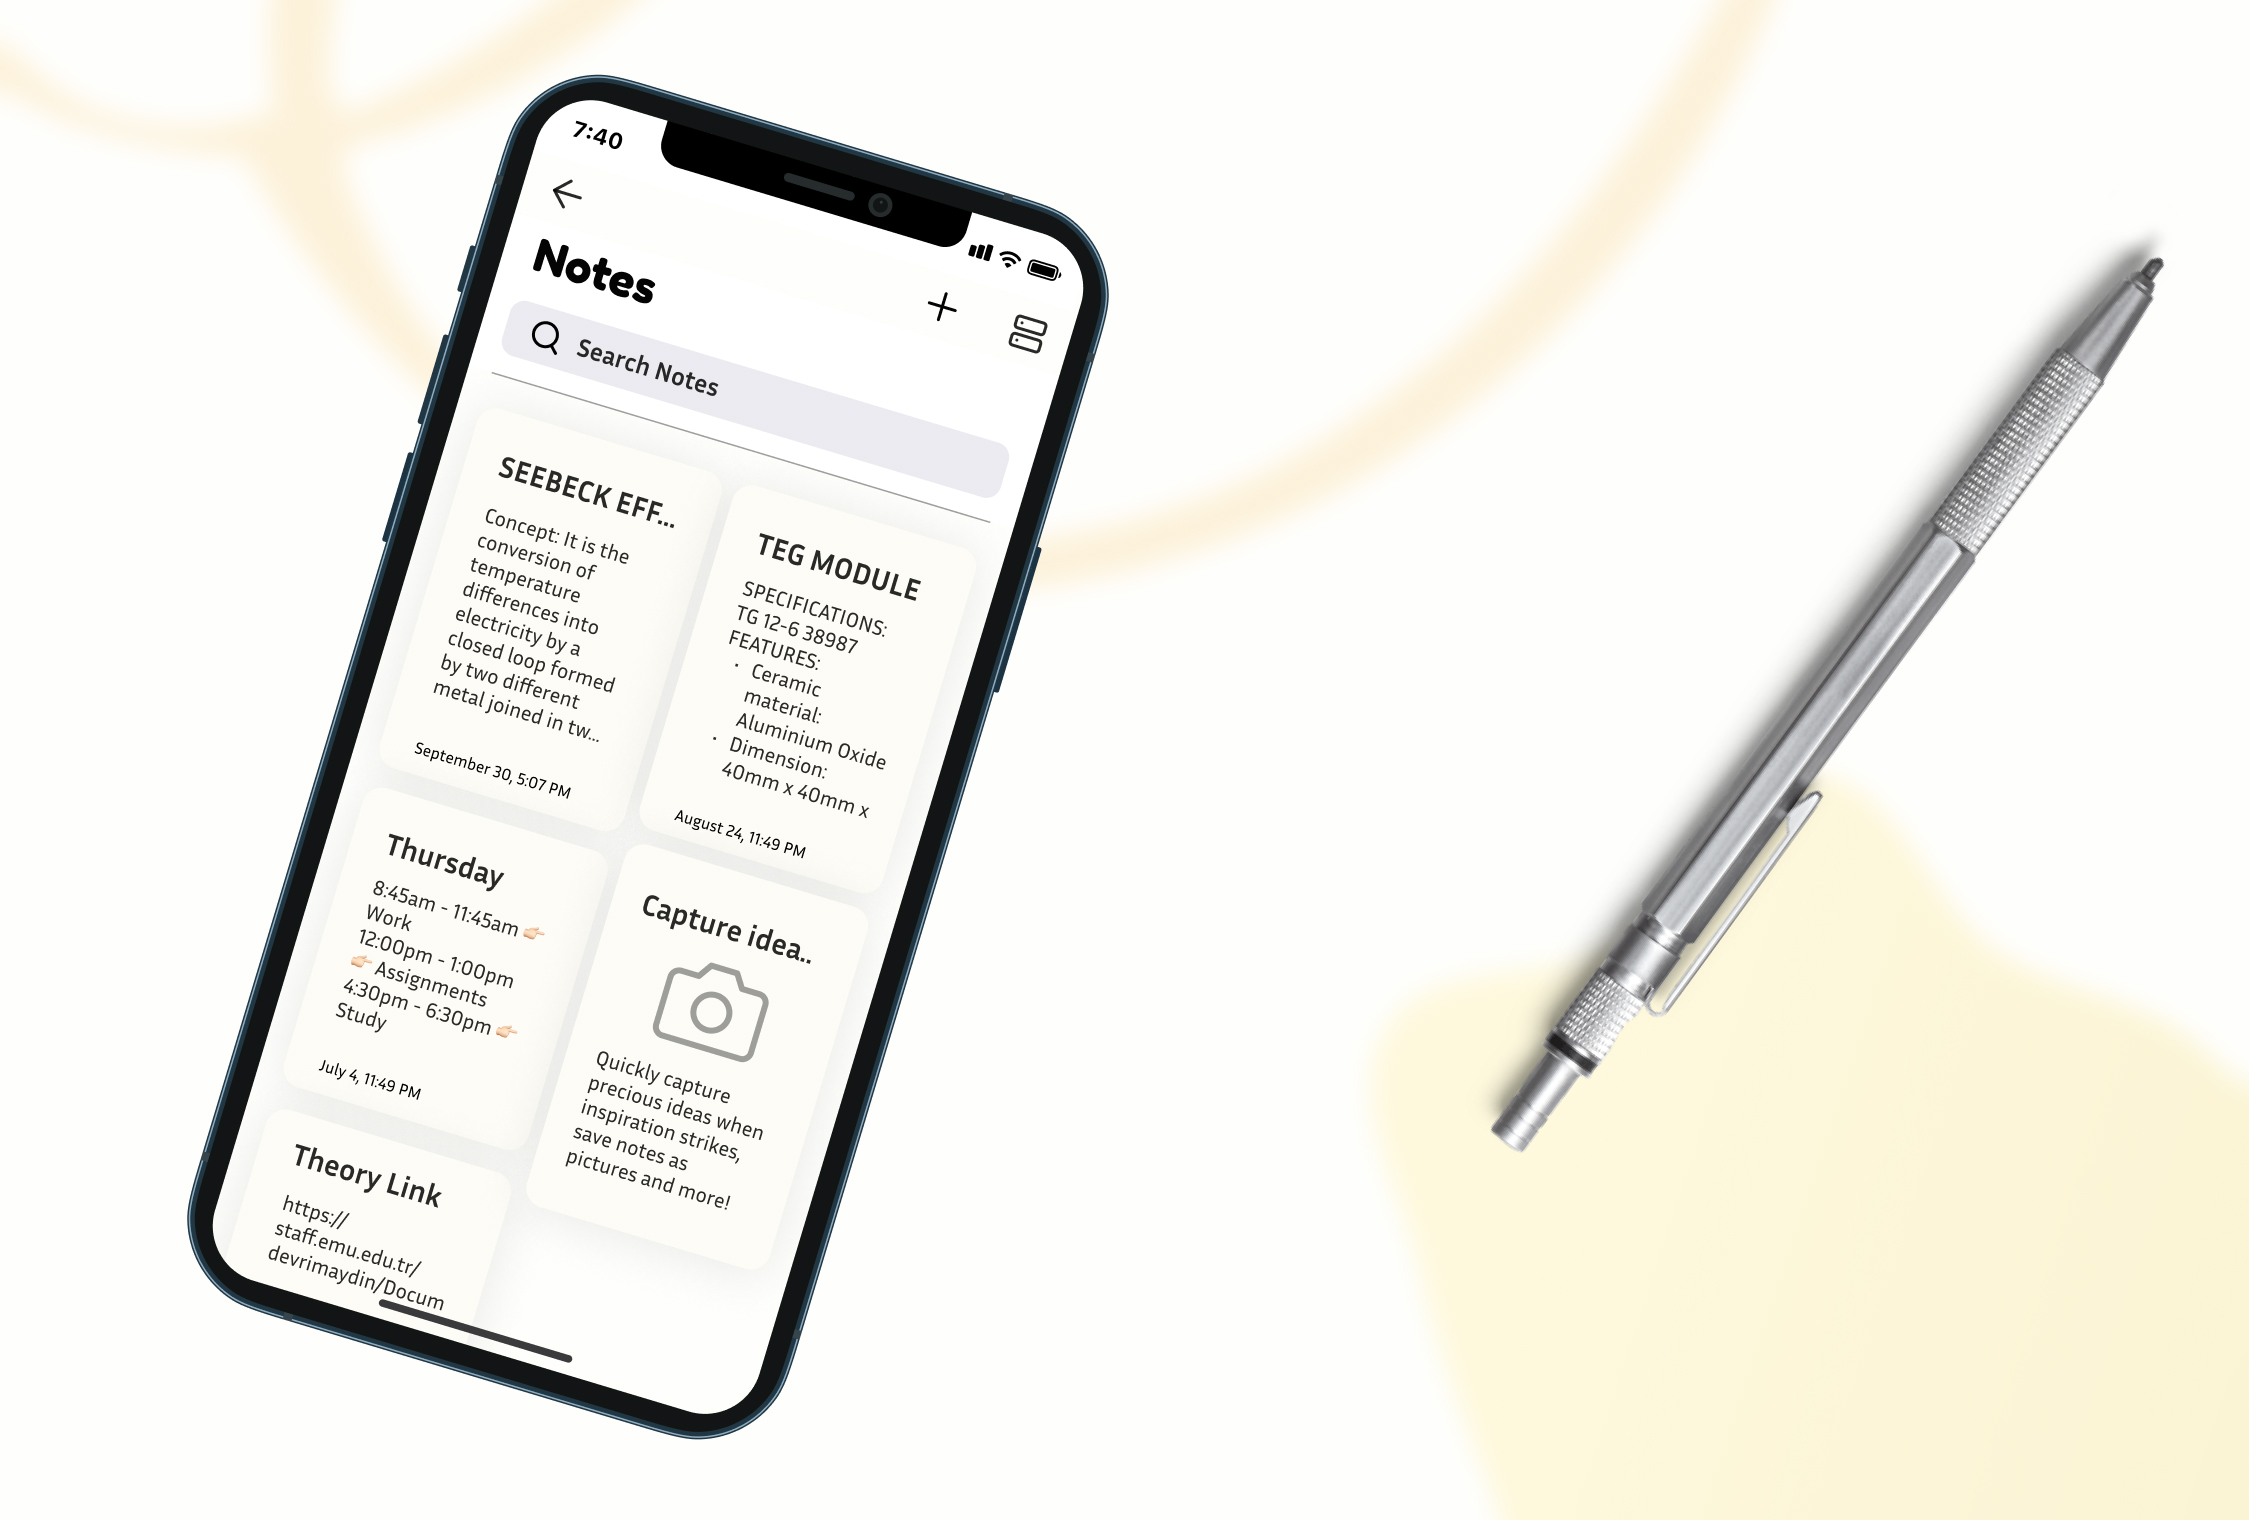 7:40
Notes
Search Notes
SEEBECK EFF...
Concept: It is the
conversion of
temperature
differences into
electricity by a
closed loop formed
by two different
metal joined in tw...
September 30, 5:07 PM
TEG MODULE
SPECIFICATIONS:
TG 12-6 38987
FEATURES:
· Ceramic
material:
Aluminium Oxide
· Dimension:
40mm x 40mm x
August 24, 11:49 PM
Thursday
8:45am - 11:45am 👉🏻
Work
12:00pm - 1:00pm
👉🏻 Assignments
4:30pm - 6:30pm 👉🏻
Study
July 4, 11:49 PM
Capture idea..
Quickly capture
precious ideas when
inspiration strikes,
save notes as
pictures and more!
Theory Link
https://
staff.emu.edu.tr/
devrimaydin/Docum